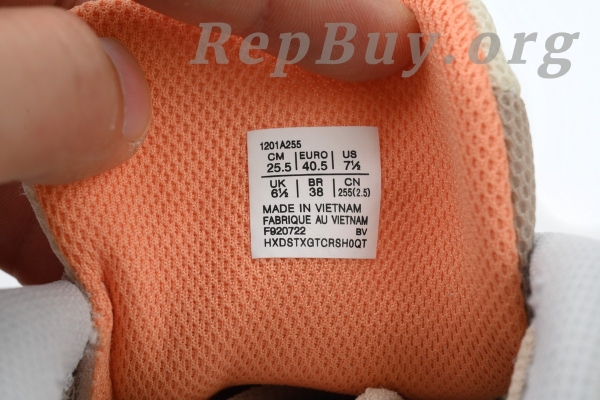 RepBuy.org
1201A255
CM EURO US
25.5 40.5 7½
UK BR CN
6½ 38 255(2.5)
MADE IN VIETNAM
FABRIQUE AU VIETNAM
F920722 BV
HXDSTXGTCRSH0QT